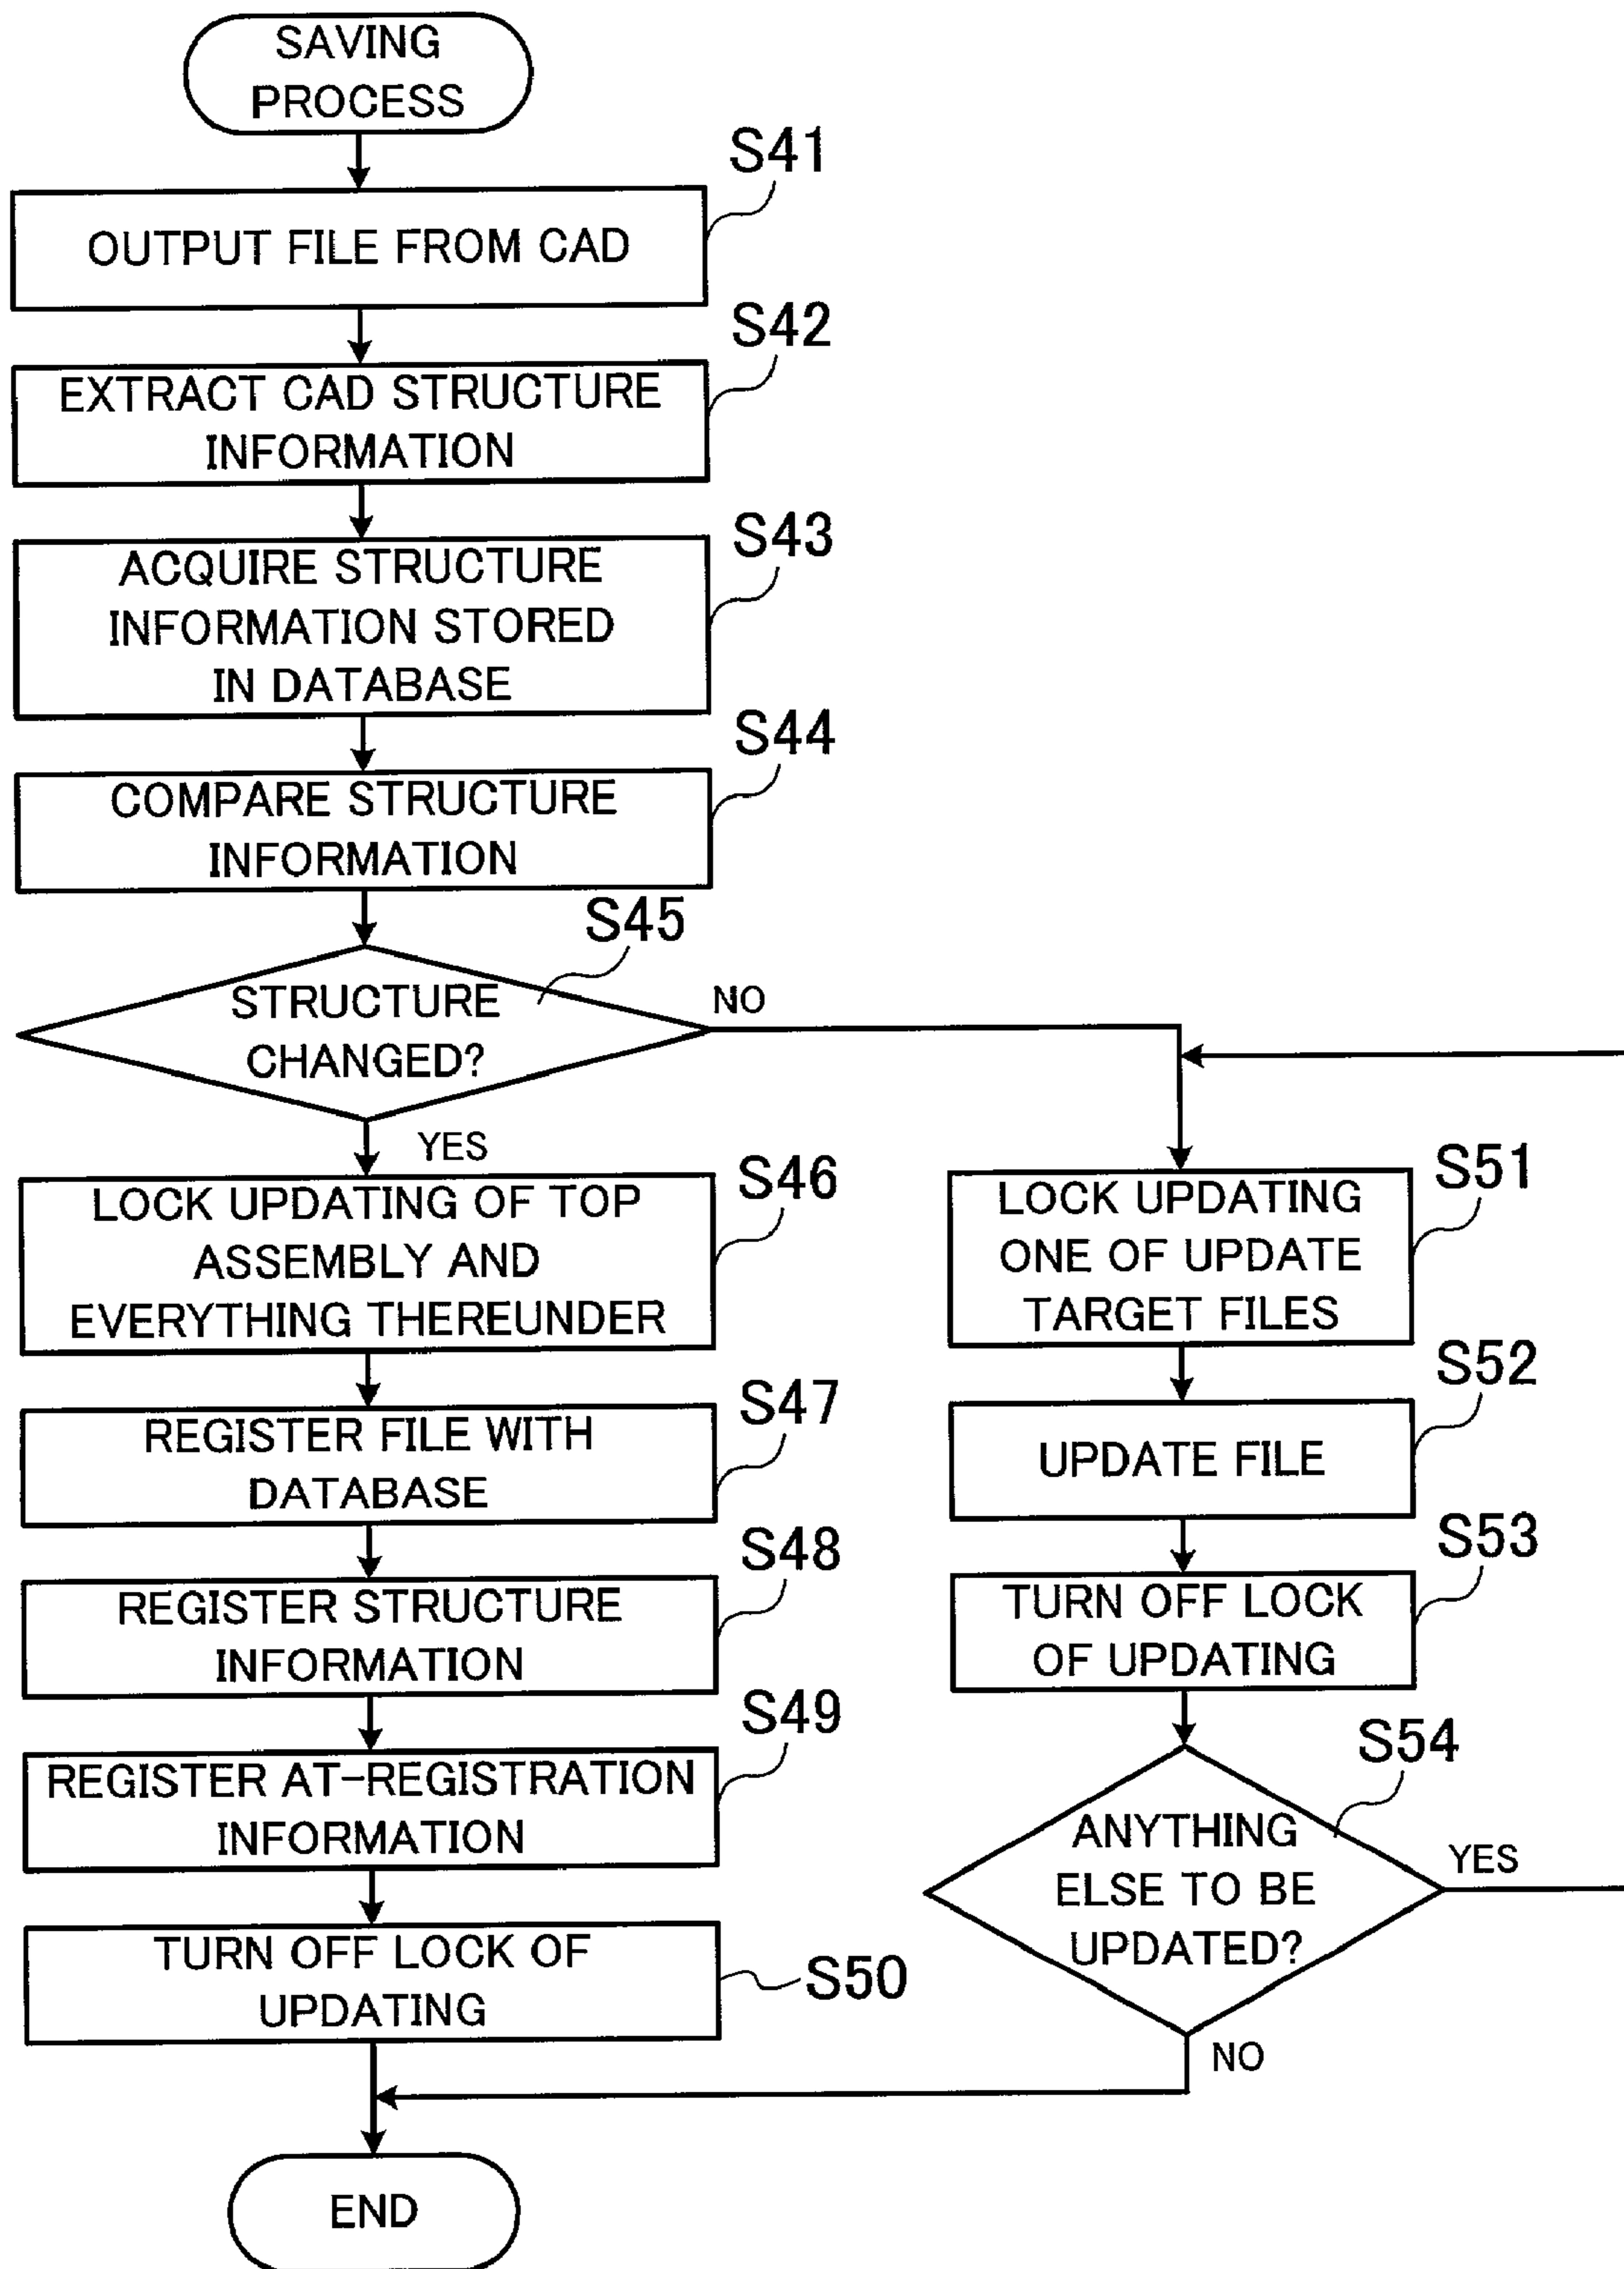 SAVING
PROCESS
S41
OUTPUT FILE FROM CAD
S42
EXTRACT CAD STRUCTURE
INFORMATION
S43
ACQUIRE STRUCTURE
INFORMATION STORED
IN DATABASE
S44
COMPARE STRUCTURE
INFORMATION
S45
STRUCTURE
CHANGED?
NO
YES
S46
LOCK UPDATING OF TOP
ASSEMBLY AND
EVERYTHING THEREUNDER
S47
REGISTER FILE WITH
DATABASE
S48
REGISTER STRUCTURE
INFORMATION
S49
REGISTER AT-REGISTRATION
INFORMATION
TURN OFF LOCK OF
UPDATING
S50
S51
LOCK UPDATING
ONE OF UPDATE
TARGET FILES
S52
UPDATE FILE
S53
TURN OFF LOCK
OF UPDATING
S54
ANYTHING
ELSE TO BE
UPDATED?
YES
NO
END